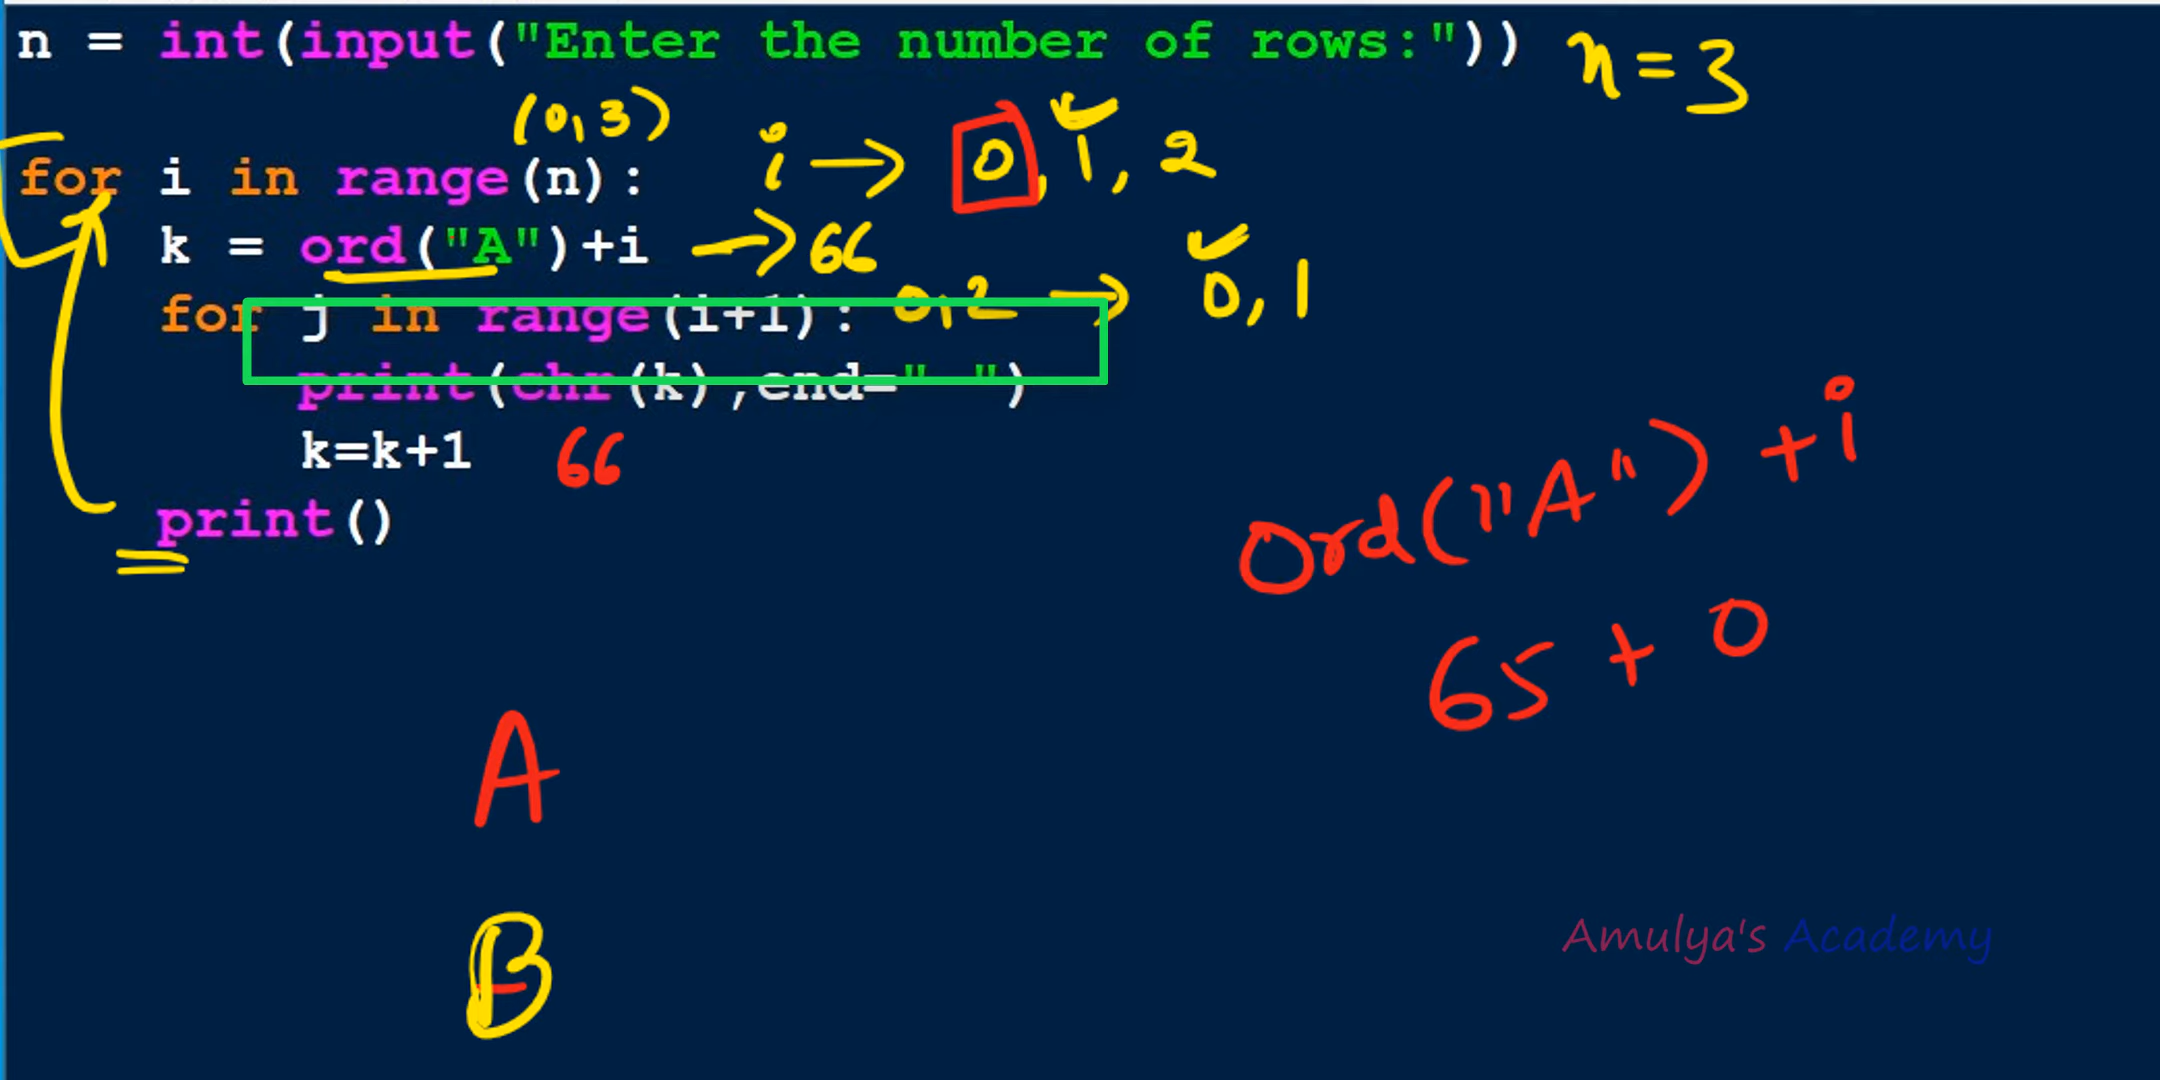 n = int(input("Enter the number of rows:")) n=3
(0,3)
for i in range(n): i → 0, 1, 2
k = ord("A")+i → 66
for j in range(i+1): 0,2 → 0, 1
print(chr(k),end=" ")
k=k+1 66
print()
Ord("A") + i
65 + 0
A
B
Amulya's Academy